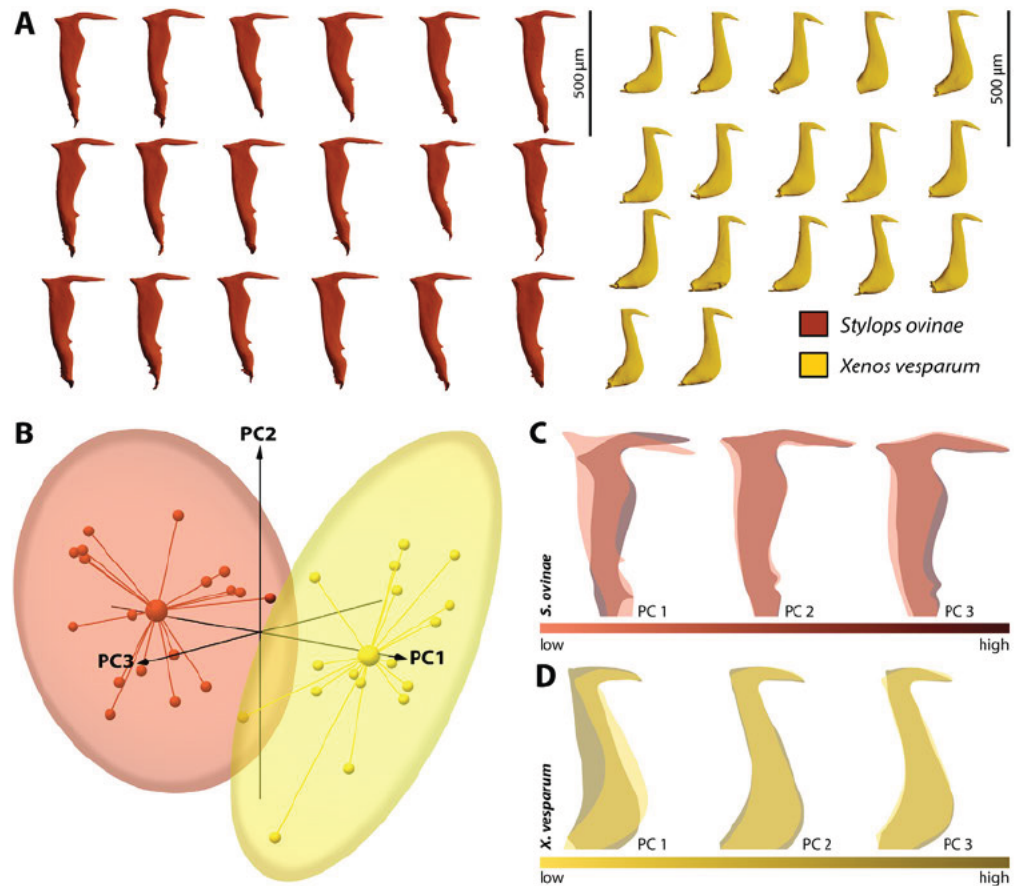 A
500 µm
500 µm
Stylops ovinae
Xenos vesparum
B
PC2
PC3
PC1
C
S. ovinae
PC 1
PC 2
PC 3
low
high
D
X. vesparum
PC 1
PC 2
PC 3
low
high